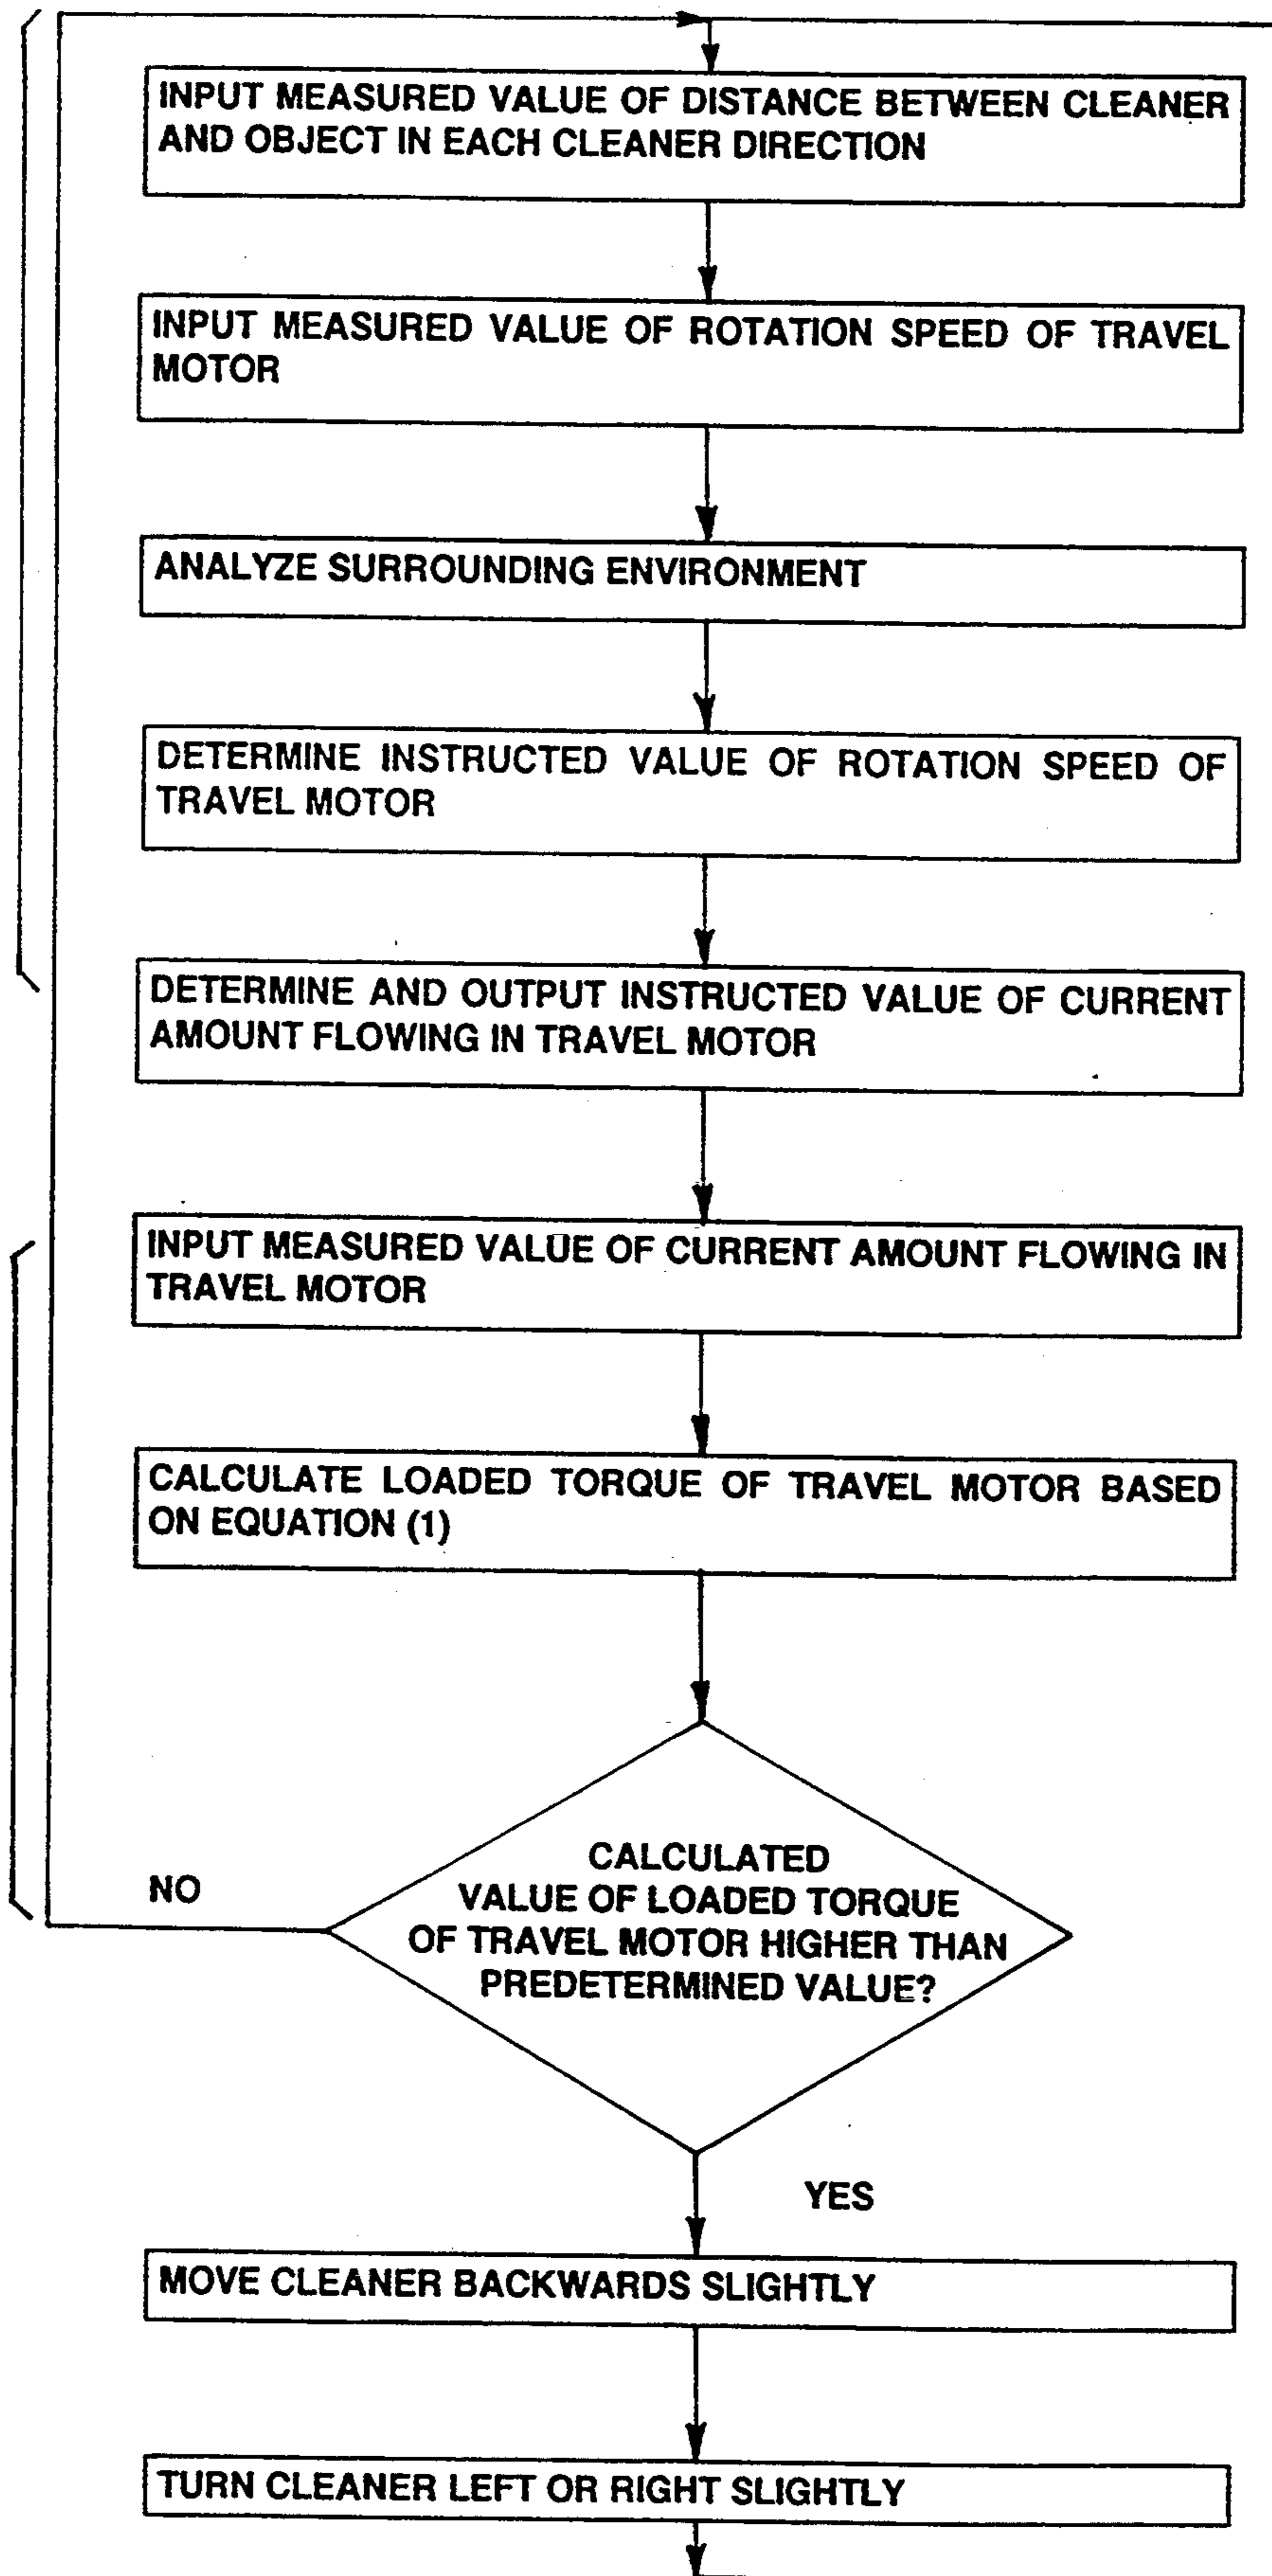 INPUT MEASURED VALUE OF DISTANCE BETWEEN CLEANER
AND OBJECT IN EACH CLEANER DIRECTION
INPUT MEASURED VALUE OF ROTATION SPEED OF TRAVEL
MOTOR
ANALYZE SURROUNDING ENVIRONMENT
DETERMINE INSTRUCTED VALUE OF ROTATION SPEED OF
TRAVEL MOTOR
DETERMINE AND OUTPUT INSTRUCTED VALUE OF CURRENT
AMOUNT FLOWING IN TRAVEL MOTOR
INPUT MEASURED VALUE OF CURRENT AMOUNT FLOWING IN
TRAVEL MOTOR
CALCULATE LOADED TORQUE OF TRAVEL MOTOR BASED
ON EQUATION (1)
CALCULATED
VALUE OF LOADED TORQUE
OF TRAVEL MOTOR HIGHER THAN
PREDETERMINED VALUE?
NO
YES
MOVE CLEANER BACKWARDS SLIGHTLY
TURN CLEANER LEFT OR RIGHT SLIGHTLY